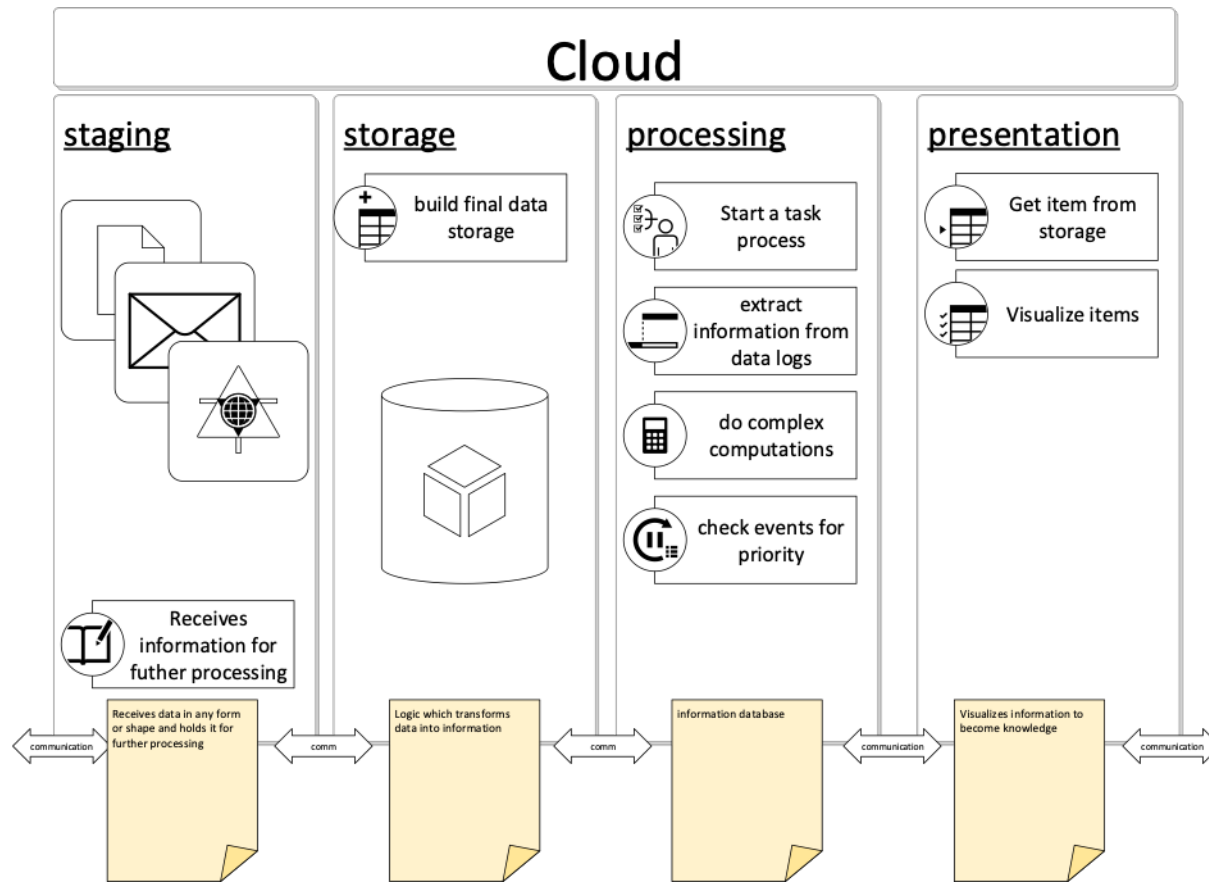 Cloud
staging
Receives
information for
futher processing
Receives data in any form
or shape and holds it for
further processing
storage
build final data
storage
Logic which transforms
data into information
processing
Start a task
process
extract
information from
data logs
do complex
computations
check events for
priority
information database
presentation
Get item from
storage
Visualize items
Visualizes information to
become knowledge
communication
comm
comm
communication
communication